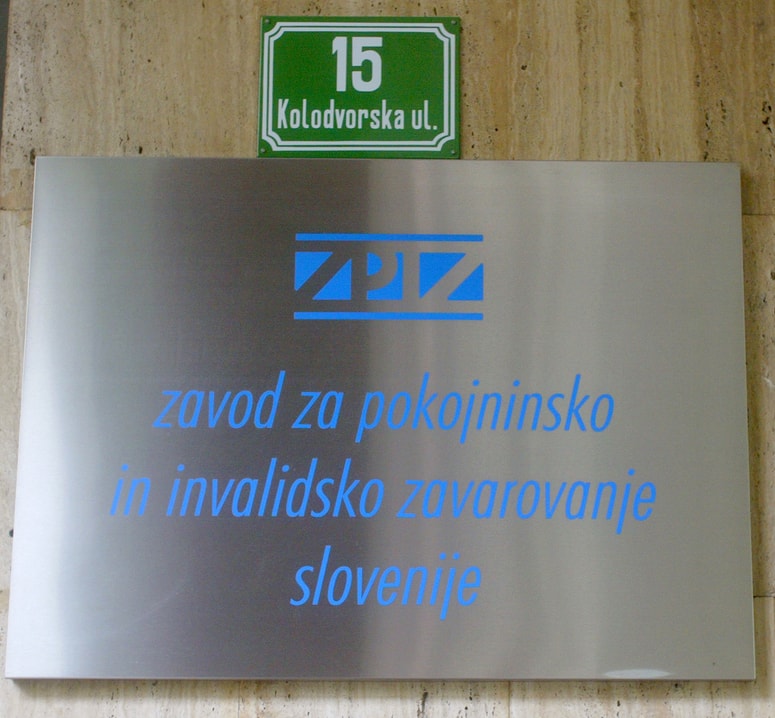 15
Kolodvorska ul.
ZPIZ
zavod za pokojninsko
in invalidsko zavarovanje
slovenije